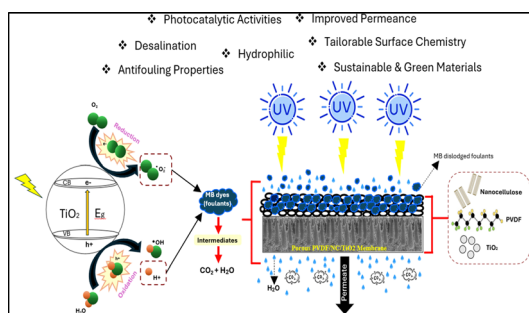 ❖ Photocatalytic Activities ❖ Improved Permeance
❖ Desalination ❖ Hydrophilic ❖ Tailorable Surface Chemistry
❖ Antifouling Properties ❖ Sustainable & Green Materials
O₂
Reduction
UV UV UV
CB e-
TiO₂ Eg
VB h+
Oxidation
•OH
H+
H₂O
MB dyes
(foulants)
Intermediates
CO₂ + H₂O
MB dislodged foulants
Porous PVDF-NC/TiO2 Membrane
H₂O
Permeate
Nanocellulose
PVDF
TiO₂